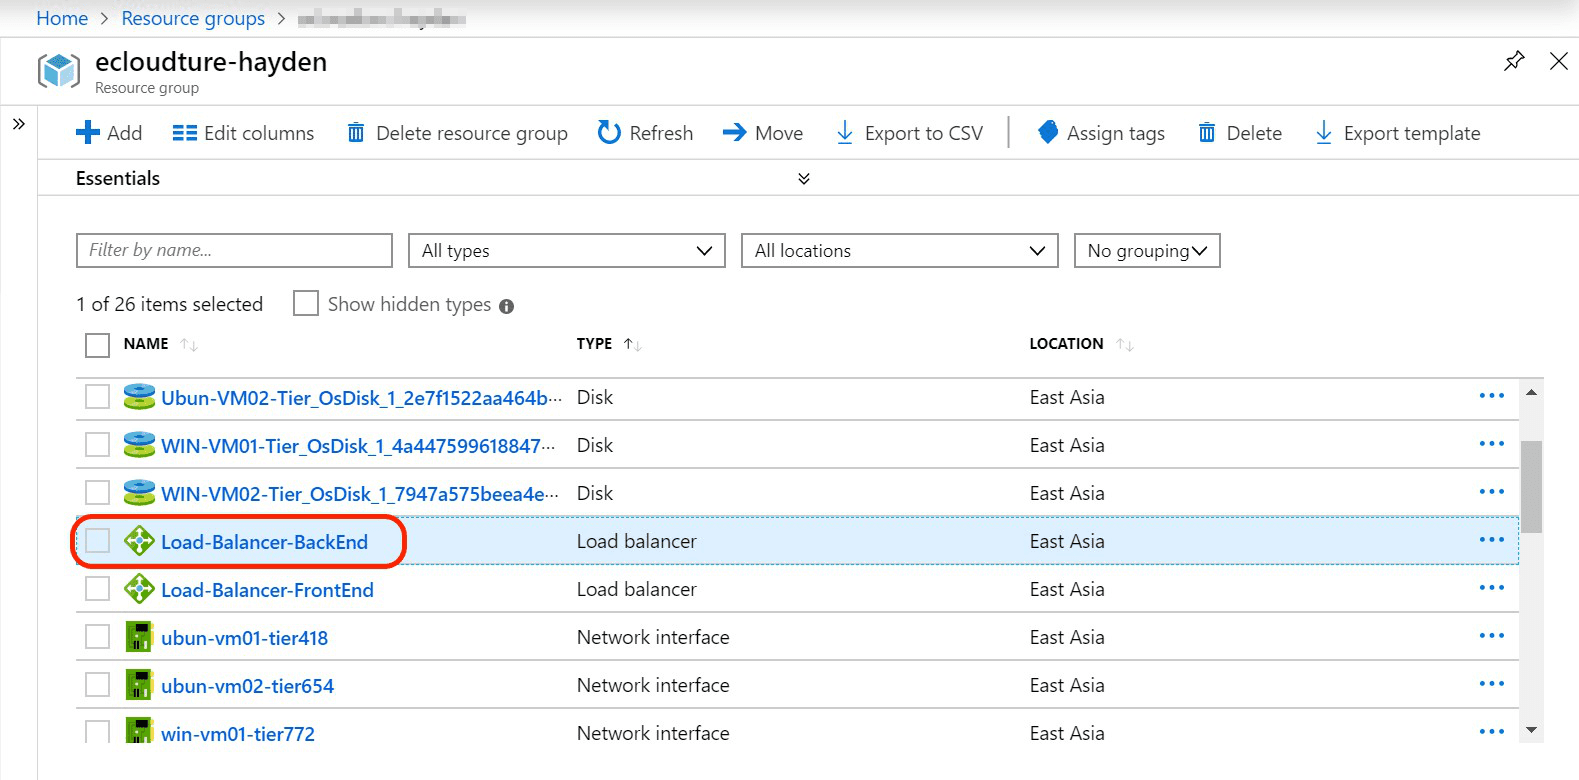 Home > Resource groups >
ecloudture-hayden
Resource group
» Add Edit columns Delete resource group Refresh Move Export to CSV Assign tags Delete Export template
Essentials
Filter by name... All types All locations No grouping
1 of 26 items selected Show hidden types
NAME ↑↓ TYPE ↑↓ LOCATION ↑↓
Ubun-VM02-Tier_OsDisk_1_2e7f1522aa464b··· Disk East Asia ···
WIN-VM01-Tier_OsDisk_1_4a447599618847··· Disk East Asia ···
WIN-VM02-Tier_OsDisk_1_7947a575beea4e··· Disk East Asia ···
Load-Balancer-BackEnd Load balancer East Asia ···
Load-Balancer-FrontEnd Load balancer East Asia ···
ubun-vm01-tier418 Network interface East Asia ···
ubun-vm02-tier654 Network interface East Asia ···
win-vm01-tier772 Network interface East Asia ···